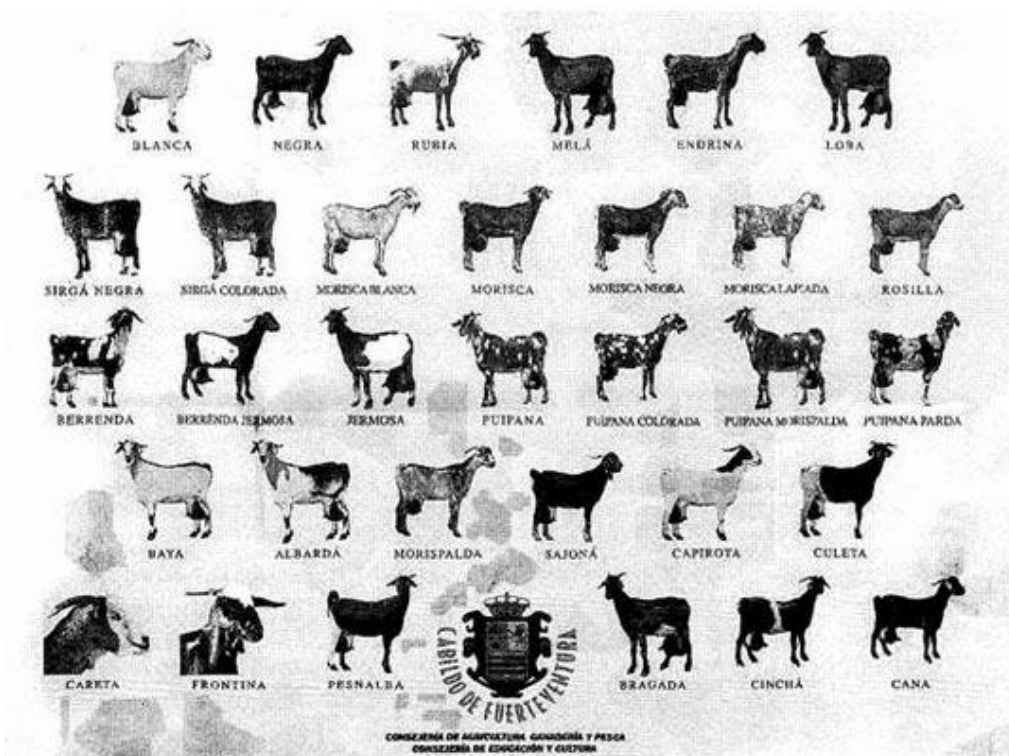 BLANCA NEGRA RUBIA MELÁ ENDRINA LOBA
SIRGÁ NEGRA SIRGÁ COLORADA MORISCA BLANCA MORISCA MORISCA NEGRA MORISCA LAPIADA ROSILLA
BERRENDA BERRENDA JERMOSA JERMOSA PUIPANA PUIPANA COLORADA PUIPANA MORISPALDA PUIPANA PARDA
BAYA ALBARDÁ MORISPALDA SAJONÁ CAPIROTA CULETA
CARETA FRONTINA PESNALBA BRAGADA CINCHÁ CANA
CABILDO DE FUERTEVENTURA
CONSEJERÍA DE AGRICULTURA, GANADERÍA Y PESCA
CONSEJERÍA DE EDUCACIÓN Y CULTURA